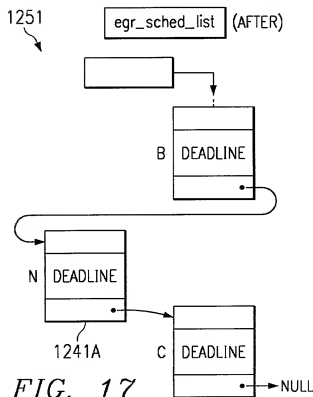 1251
egr_sched_list (AFTER)
B DEADLINE
N DEADLINE
1241A
C DEADLINE
NULL
FIG. 17